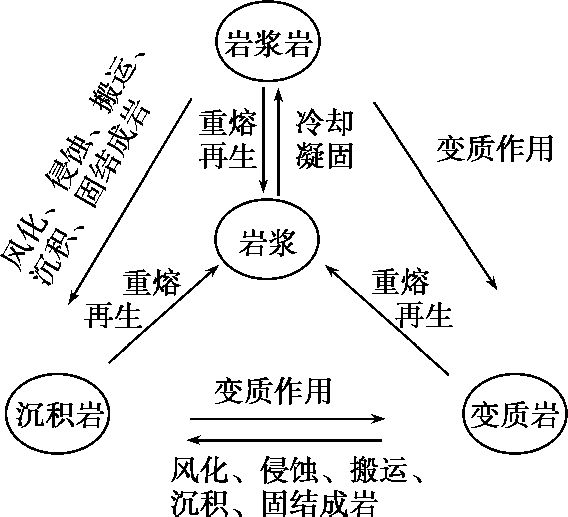 岩浆岩
风化、侵蚀、搬运、
沉积、固结成岩
重熔
再生
冷却
凝固
变质作用
岩浆
重熔
再生
重熔
再生
沉积岩
变质作用
变质岩
风化、侵蚀、搬运、
沉积、固结成岩